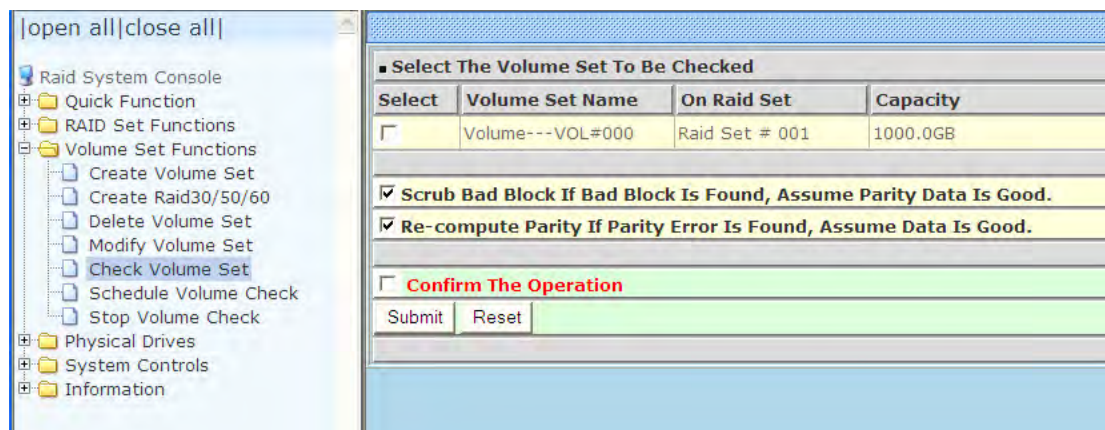 |open all|close all|
Raid System Console
Quick Function
RAID Set Functions
Volume Set Functions
Create Volume Set
Create Raid30/50/60
Delete Volume Set
Modify Volume Set
Check Volume Set
Schedule Volume Check
Stop Volume Check
Physical Drives
System Controls
Information
Select The Volume Set To Be Checked
Select Volume Set Name On Raid Set Capacity
Volume---VOL#000 Raid Set # 001 1000.0GB
Scrub Bad Block If Bad Block Is Found, Assume Parity Data Is Good.
Re-compute Parity If Parity Error Is Found, Assume Data Is Good.
Confirm The Operation
Submit Reset